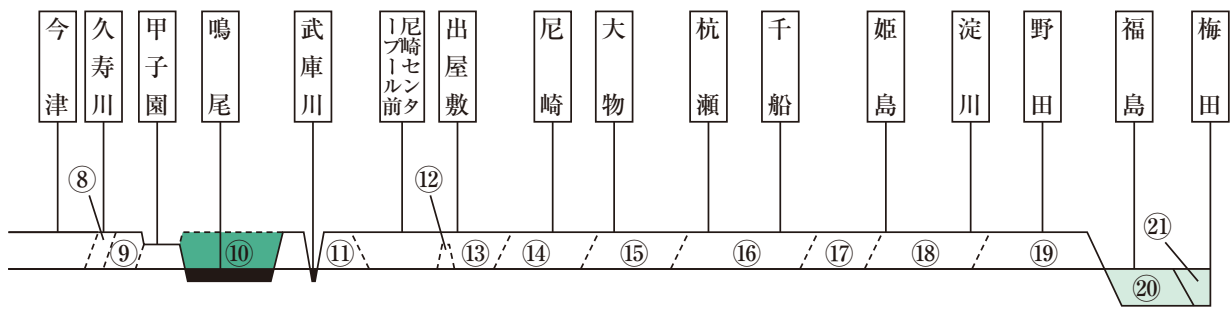 今津
久寿川
甲子園
鳴尾
武庫川
尼崎センタ
ープール前
出屋敷
尼崎
大物
杭瀬
千船
姫島
淀川
野田
福島
梅田
⑧
⑨
⑩
⑪
⑫
⑬
⑭
⑮
⑯
⑰
⑱
⑲
⑳
㉑